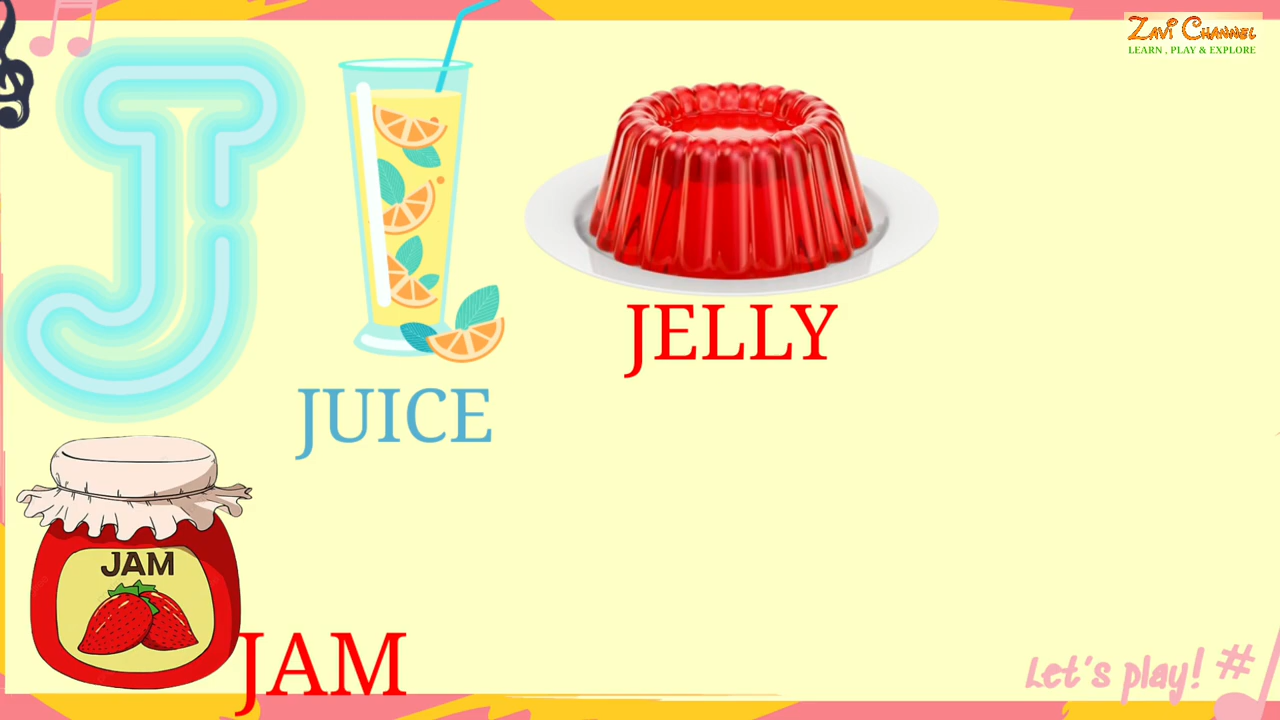 Zavi Channel
LEARN , PLAY & EXPLORE
J
JELLY
JUICE
JAM
JAM
Let's play! #